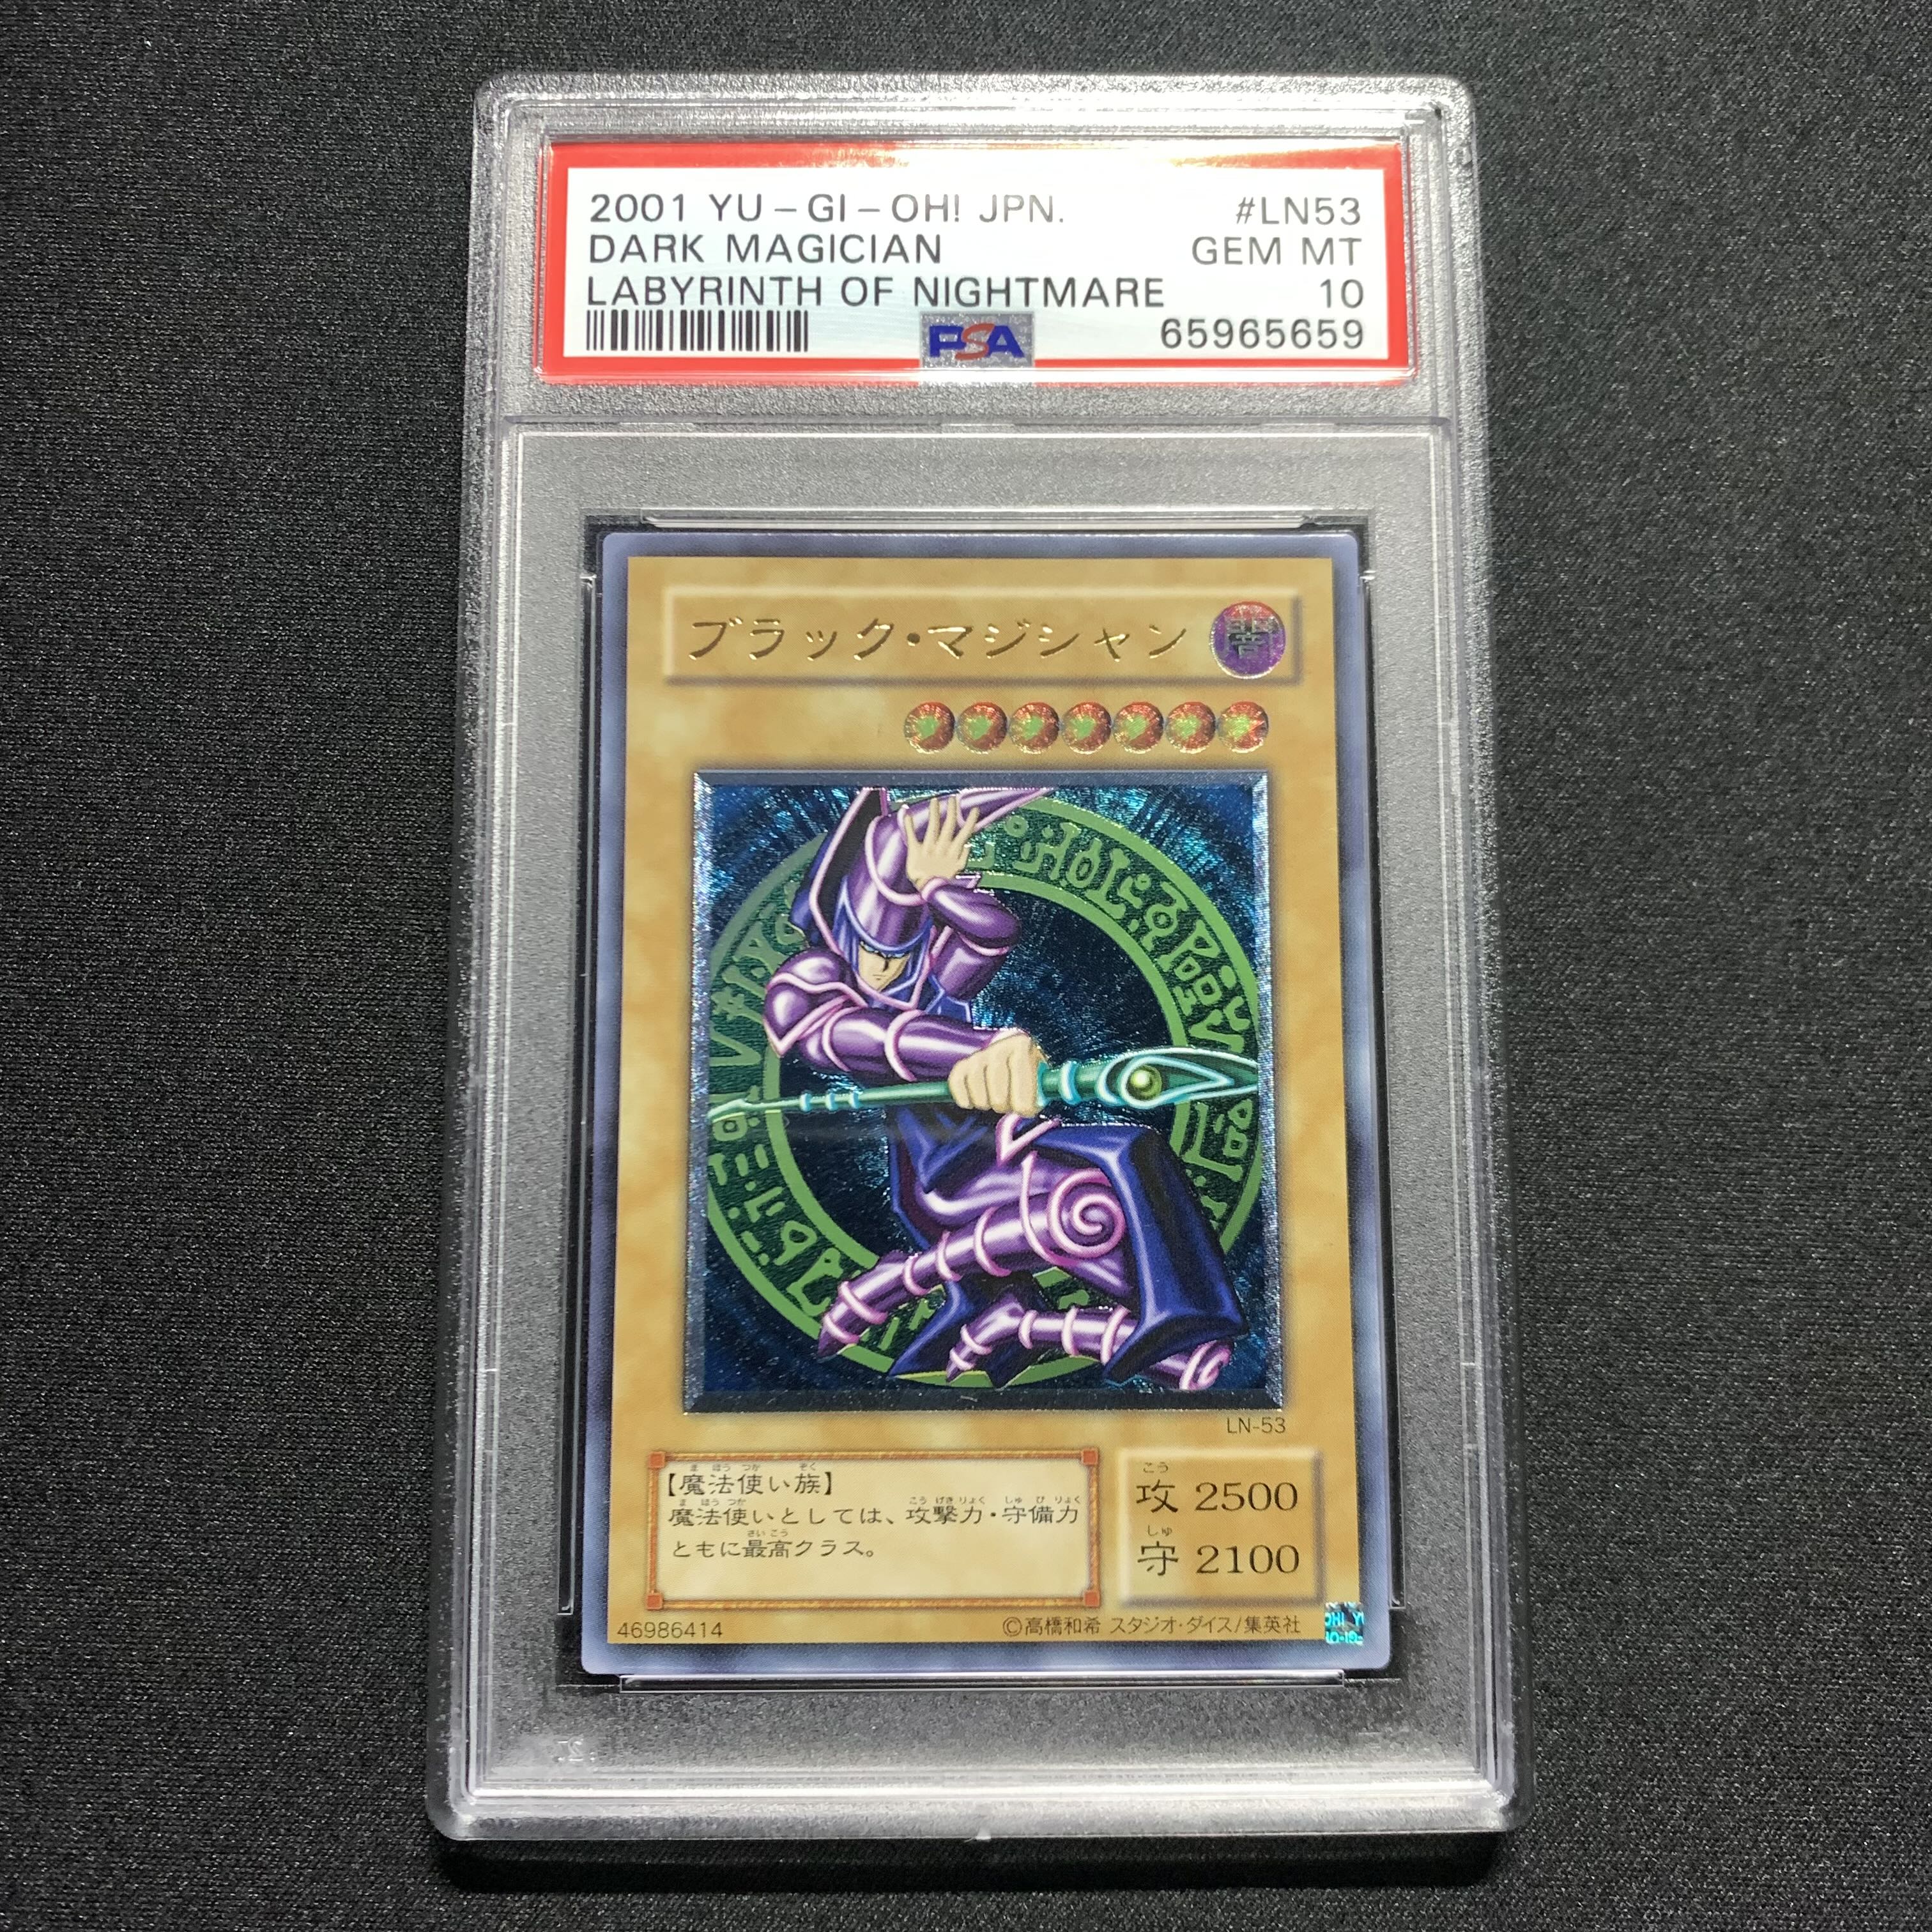 2001 YU-GI-OH! JPN. #LN53
DARK MAGICIAN GEM MT
LABYRINTH OF NIGHTMARE 10
PSA 65965659
ブラック・マジシャン 闇
LN-53
【魔法使い族】
魔法使いとしては、攻撃力・守備力
ともに最高クラス。
攻 2500
守 2100
46986414 ©高橋和希 スタジオ・ダイス/集英社